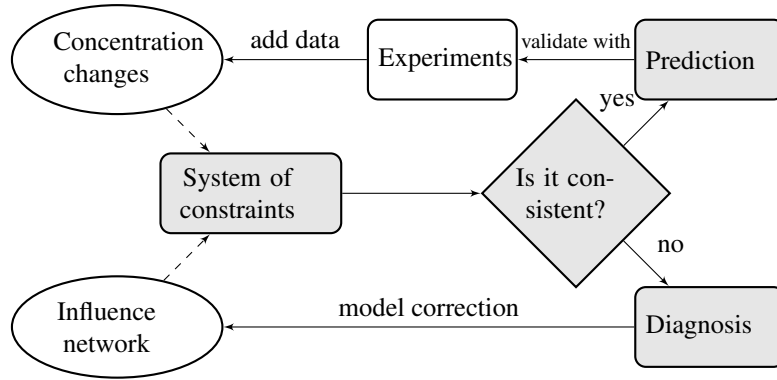 Concentration
changes
add data
Experiments
validate with
Prediction
yes
System of
constraints
Is it con-
sistent?
no
Influence
network
model correction
Diagnosis